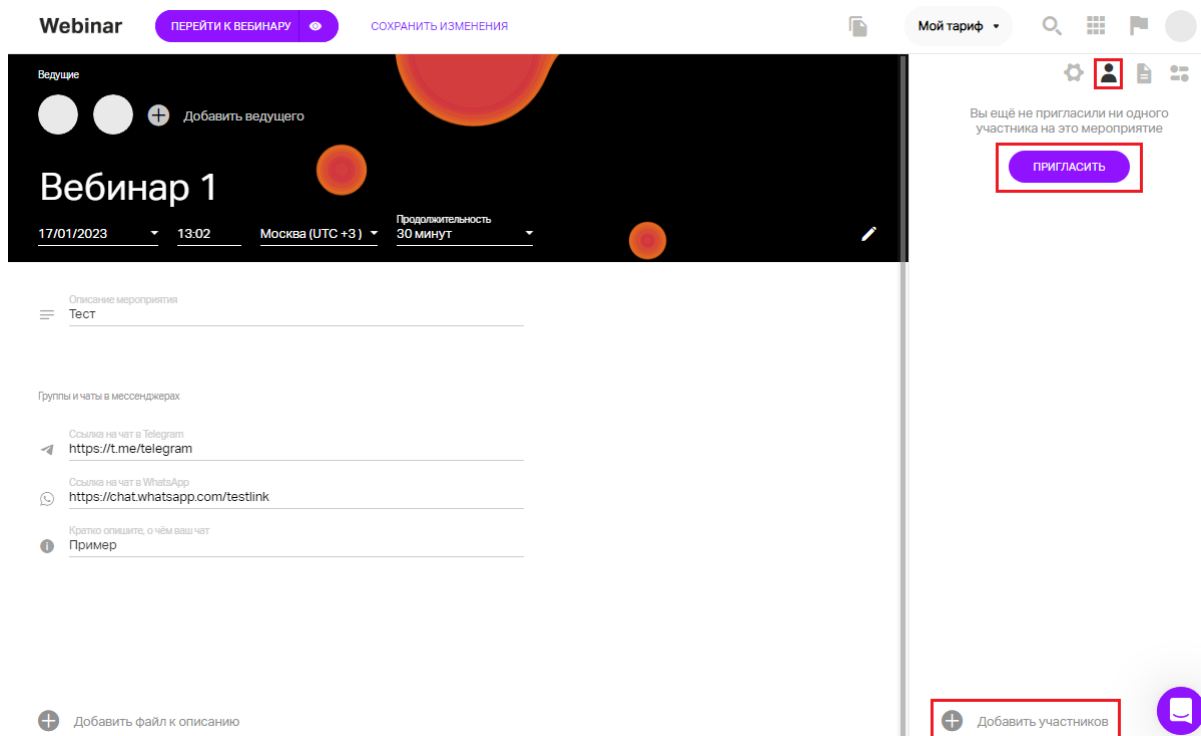 Webinar
ПЕРЕЙТИ К ВЕБИНАРУ
СОХРАНИТЬ ИЗМЕНЕНИЯ
Мой тариф
Ведущие
Добавить ведущего
Вебинар 1
Продолжительность
17/01/2023
13:02
Москва (UTC +3 )
30 минут
Описание мероприятия
Тест
Группы и чаты в мессенджерах
Ссылка на чат в Telegram
https://t.me/telegram
Ссылка на чат в WhatsApp
https://chat.whatsapp.com/testlink
Кратко опишите, о чём ваш чат
Пример
Добавить файл к описанию
Вы ещё не пригласили ни одного
участника на это мероприятие
ПРИГЛАСИТЬ
Добавить участников